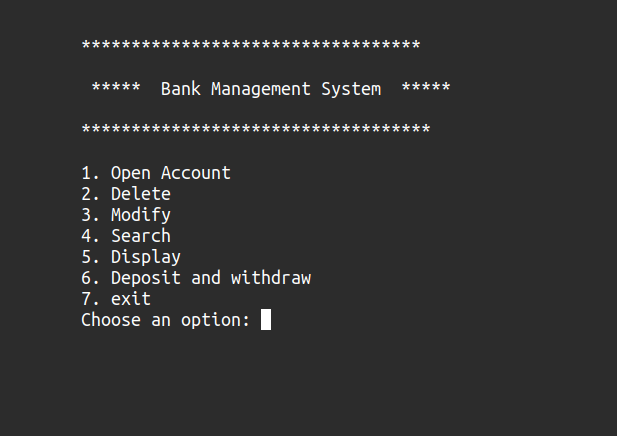 **********************************
***** Bank Management System *****
***********************************
1. Open Account
2. Delete
3. Modify
4. Search
5. Display
6. Deposit and withdraw
7. exit
Choose an option: